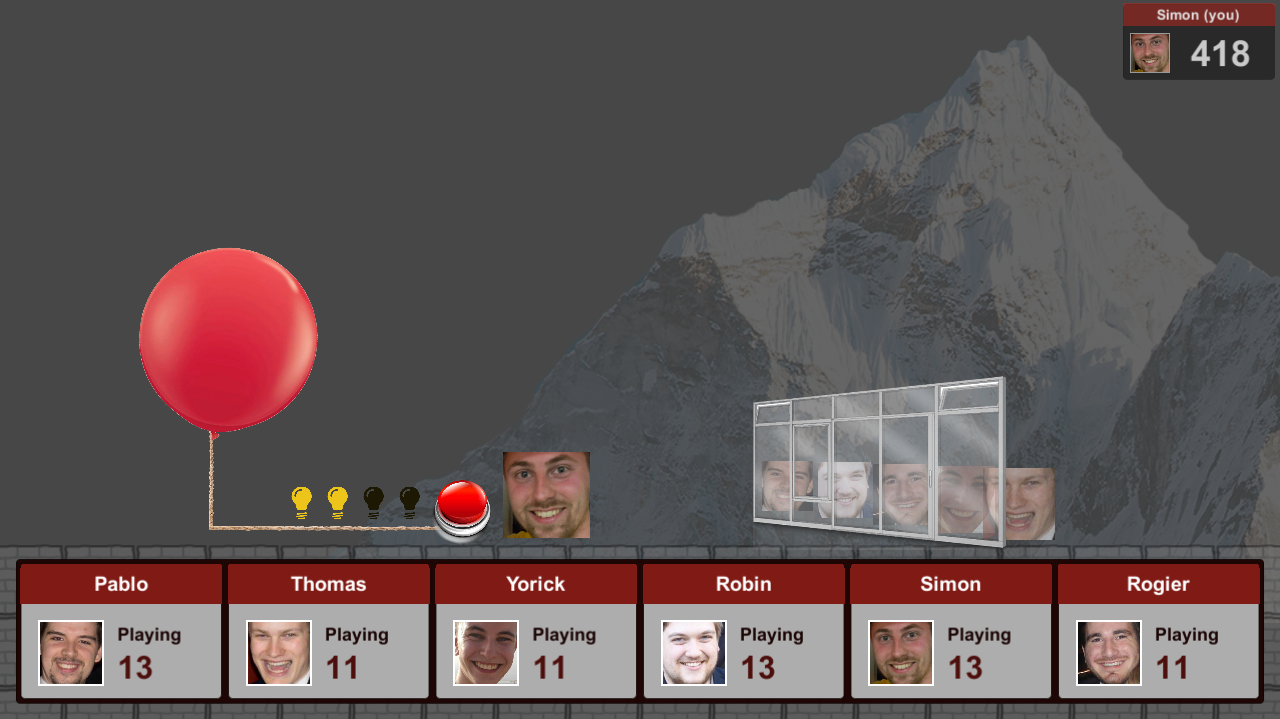 Simon (you)
418
Pablo
Playing
13
Thomas
Playing
11
Yorick
Playing
11
Robin
Playing
13
Simon
Playing
13
Rogier
Playing
11